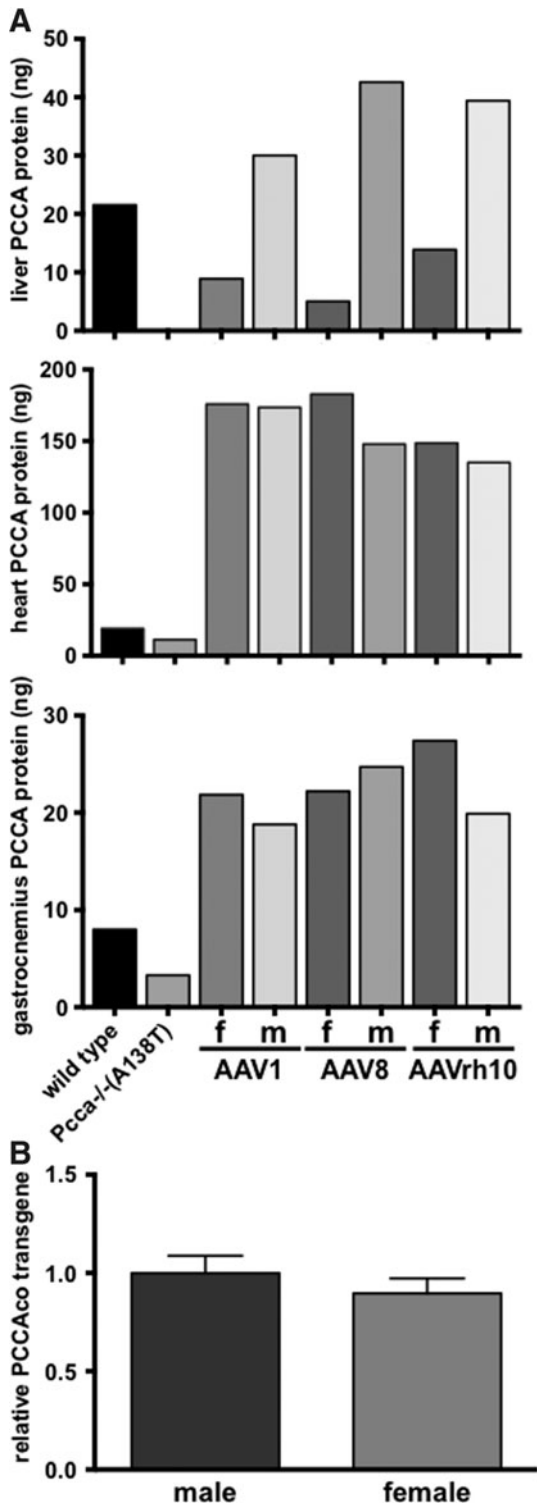 A
liver PCCA protein (ng)
50
40
30
20
10
0
heart PCCA protein (ng)
200
150
100
50
0
gastrocnemius PCCA protein (ng)
30
20
10
0
wild type
Pcca-/-(A138T)
f m f m f m
AAV1 AAV8 AAVrh10
B
relative PCCAco transgene
1.5
1.0
0.5
0.0
male female